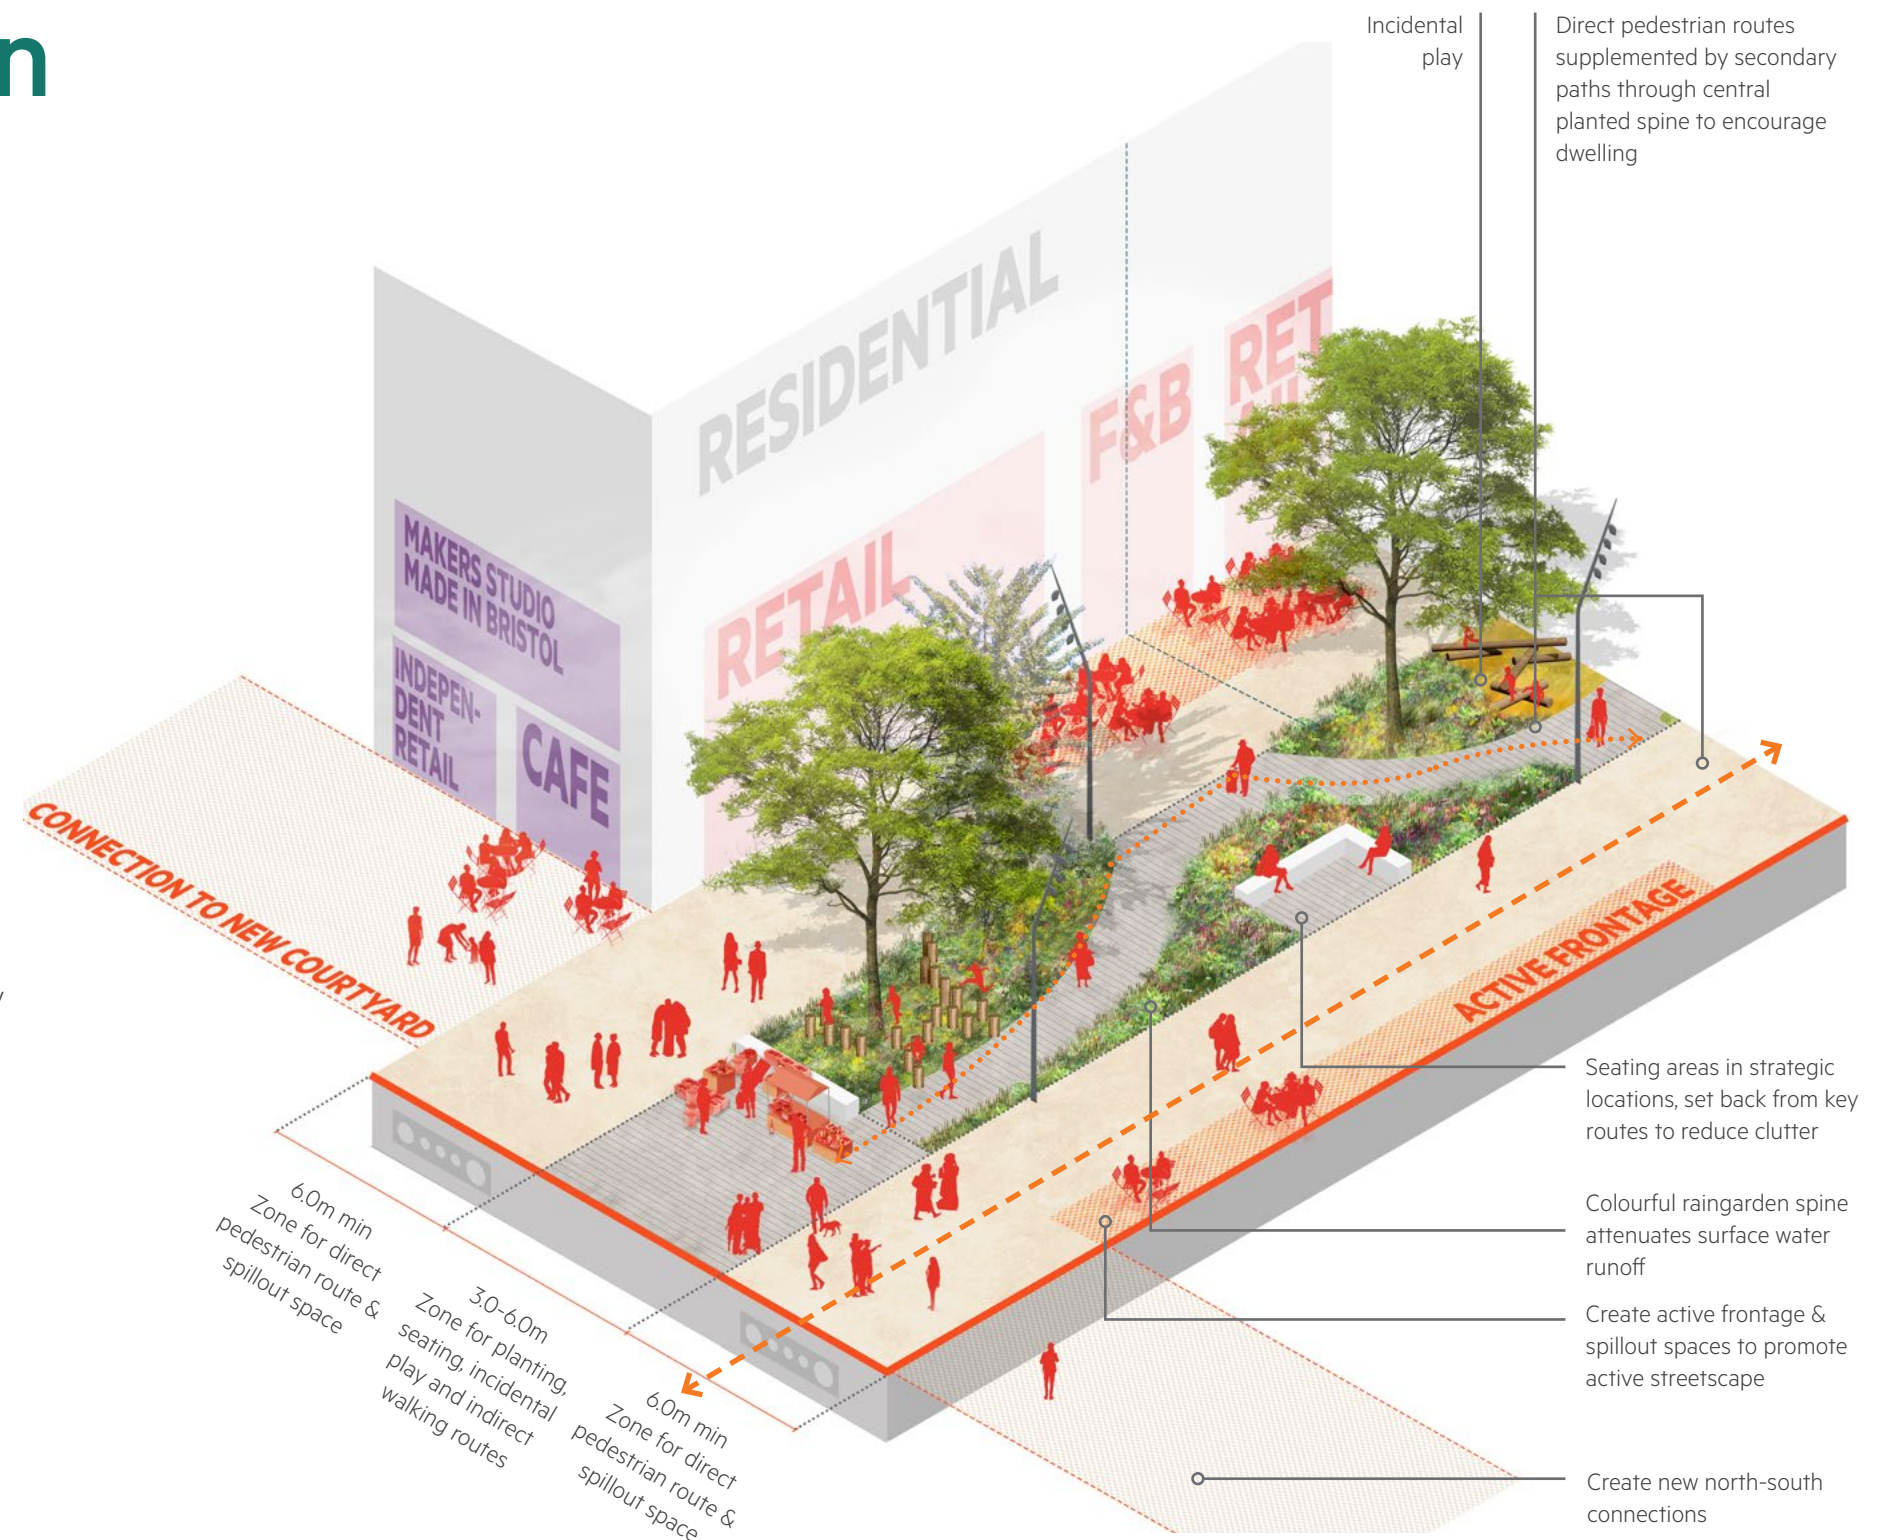 n
Incidental
play
Direct pedestrian routes
supplemented by secondary
paths through central
planted spine to encourage
dwelling
RESIDENTIAL
RETAIL
F&B
RET
MAKERS STUDIO
MADE IN BRISTOL
INDEPEN-
DENT
RETAIL
CAFE
CONNECTION TO NEW COURTYARD
ACTIVE FRONTAGE
Seating areas in strategic
locations, set back from key
routes to reduce clutter
Colourful raingarden spine
attenuates surface water
runoff
Create active frontage &
spillout spaces to promote
active streetscape
Create new north-south
connections
6.0m min
Zone for direct
pedestrian route &
spillout space
3.0-6.0m
Zone for planting,
seating, incidental
play and indirect
walking routes
6.0m min
Zone for direct
pedestrian route &
spillout space